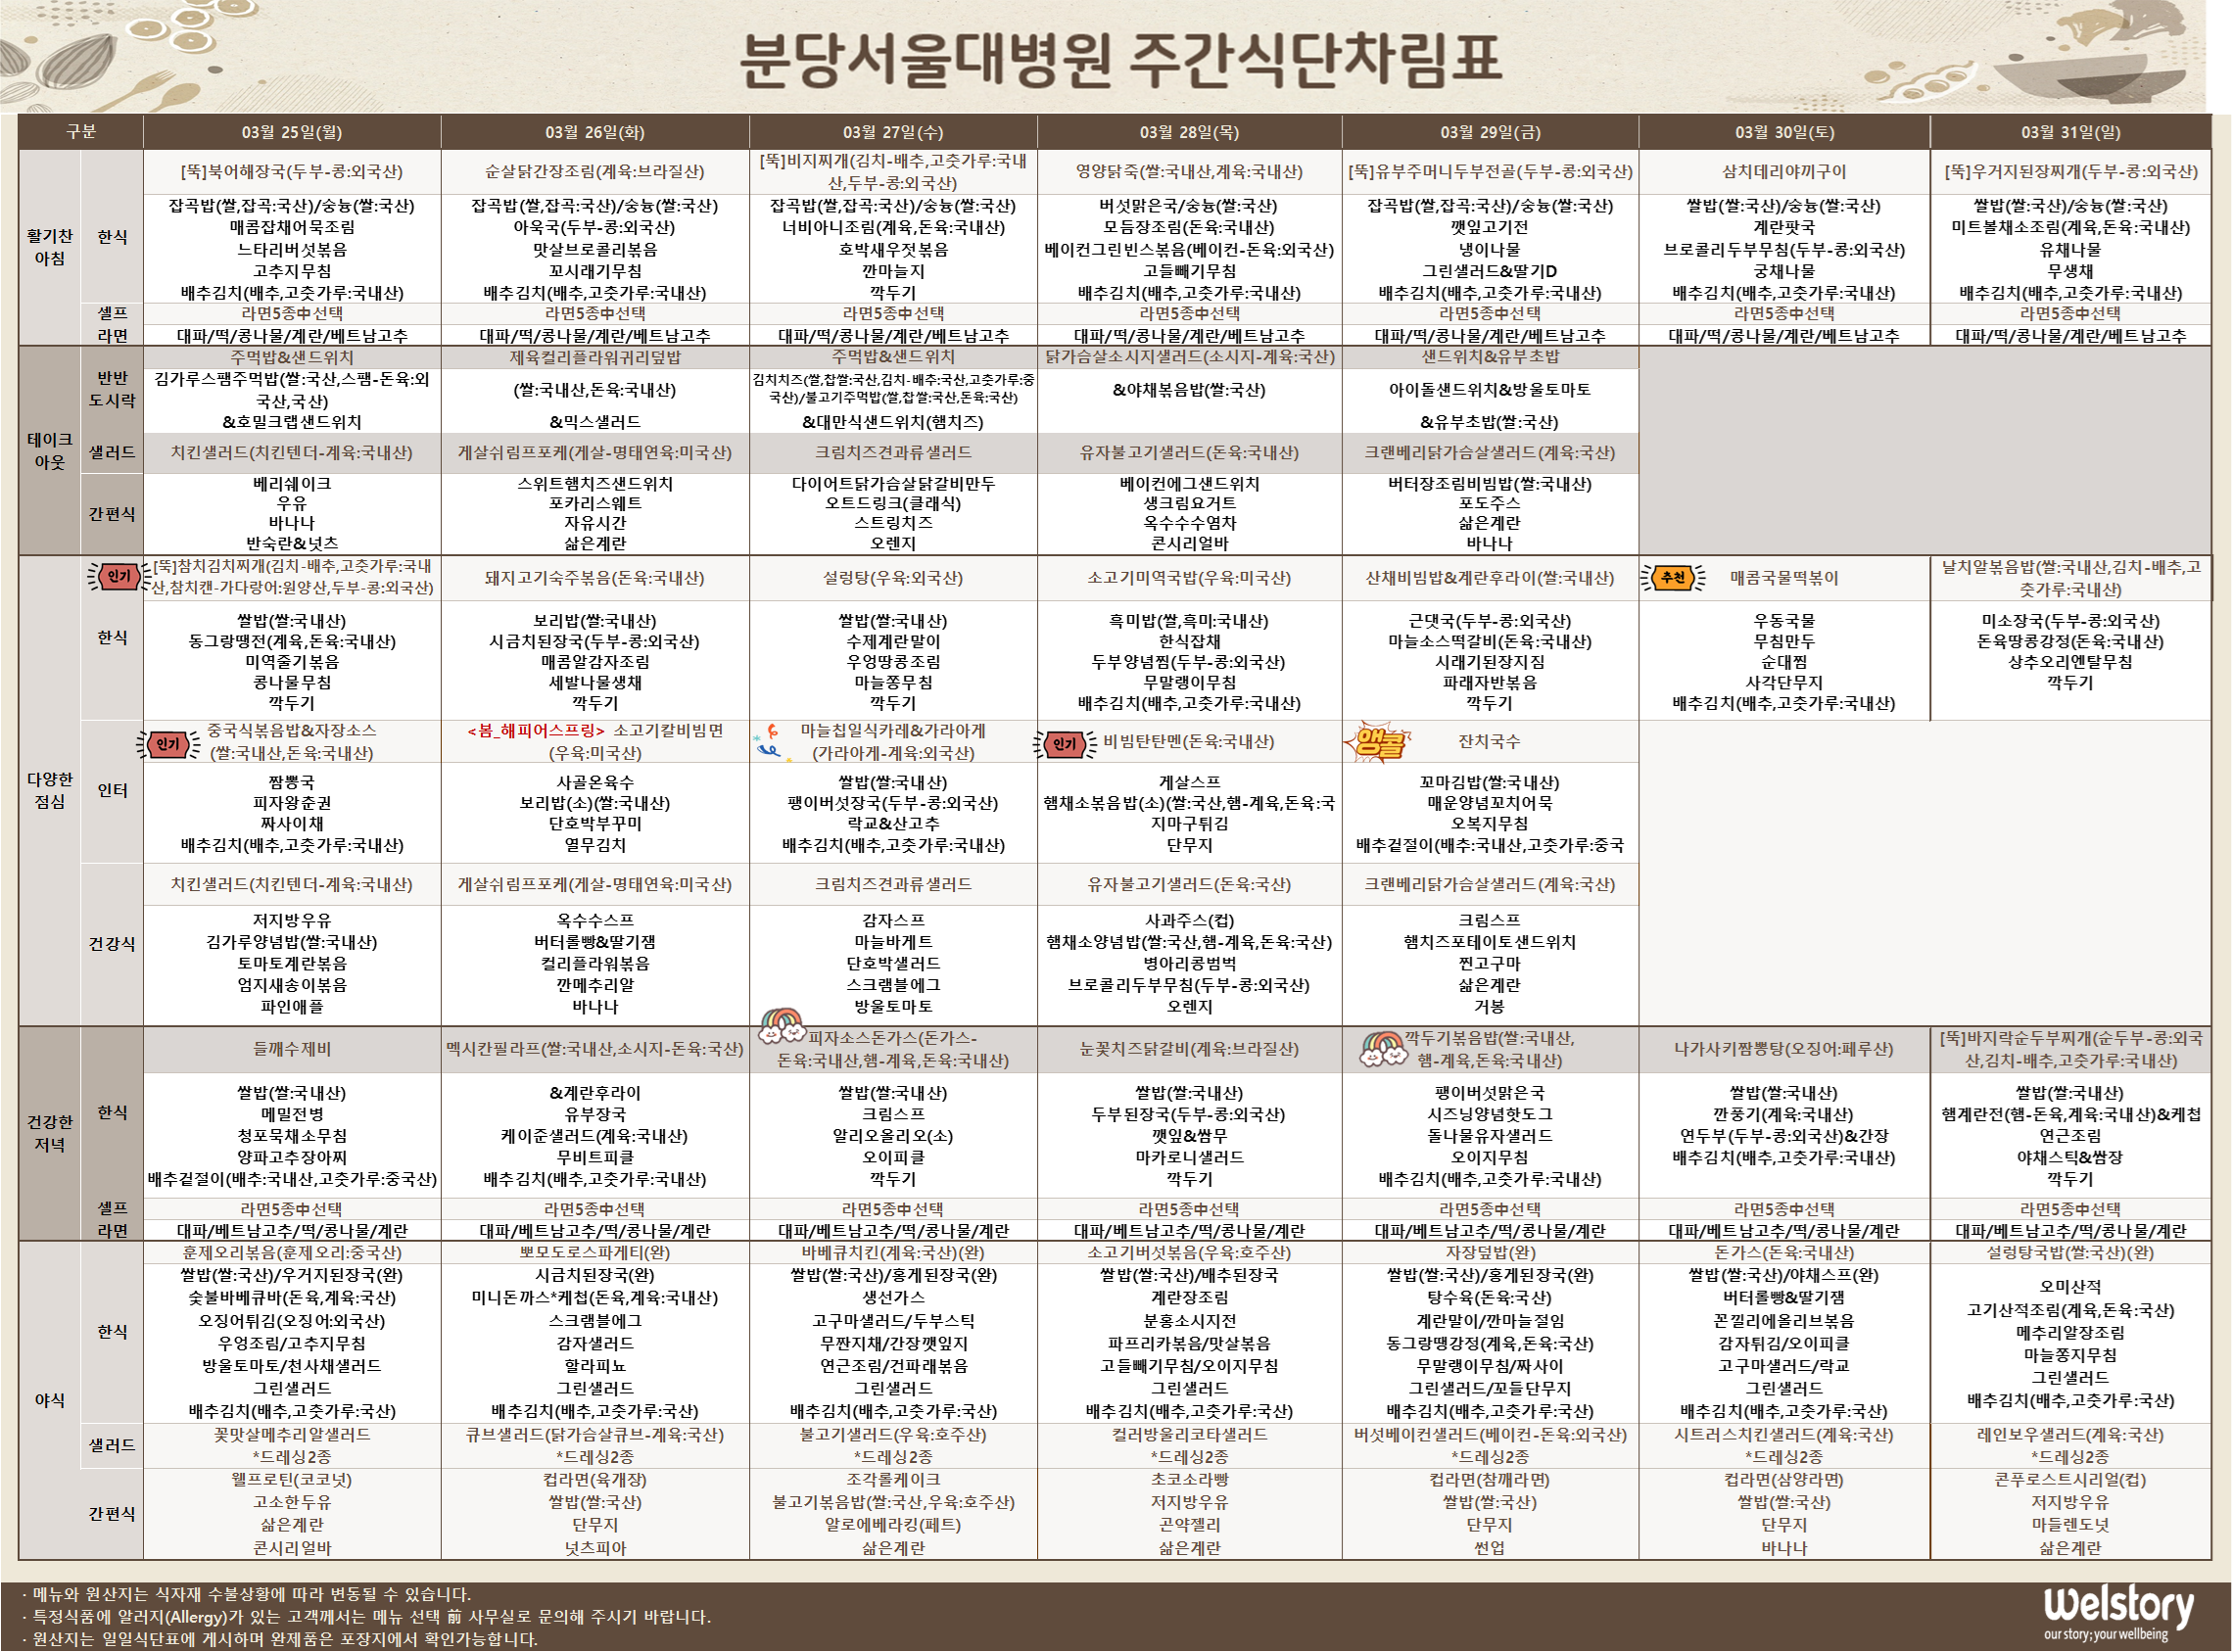 분당서울대병원 주간식단차림표
구분 03월 25일(월) 03월 26일(화) 03월 27일(수) 03월 28일(목) 03월 29일(금) 03월 30일(토) 03월 31일(일)
활기찬 아침
한식
[뚝]북어해장국(두부-콩:외국산) 순살닭간장조림(계육:브라질산) [뚝]비지찌개(김치-배추,고춧가루:국내산,두부-콩:외국산) 영양닭죽(쌀:국내산,계육:국내산) [뚝]유부주머니두부전골(두부-콩:외국산) 삼치데리야끼구이 [뚝]우거지된장찌개(두부-콩:외국산)
잡곡밥(쌀,잡곡:국산)/숭늉(쌀:국산) 잡곡밥(쌀,잡곡:국산)/숭늉(쌀:국산) 잡곡밥(쌀,잡곡:국산)/숭늉(쌀:국산) 버섯맑은국/숭늉(쌀:국산) 잡곡밥(쌀,잡곡:국산)/숭늉(쌀:국산) 쌀밥(쌀:국산)/숭늉(쌀:국산) 쌀밥(쌀:국산)/숭늉(쌀:국산)
매콤잡채어묵조림 아욱국(두부-콩:외국산) 너비아니조림(계육,돈육:국내산) 모듬장조림(돈육:국내산) 깻잎고기전 계란팟국 미트볼채소조림(계육,돈육:국내산)
느타리버섯볶음 맛살브로콜리볶음 호박새우젓볶음 베이컨그린빈스볶음(베이컨-돈육:외국산) 냉이나물 브로콜리두부무침(두부-콩:외국산) 유채나물
고추지무침 꼬시래기무침 깐마늘지 고들빼기무침 그린샐러드&딸기D 궁채나물 무생채
배추김치(배추,고춧가루:국내산) 배추김치(배추,고춧가루:국내산) 깍두기 배추김치(배추,고춧가루:국내산) 배추김치(배추,고춧가루:국내산) 배추김치(배추,고춧가루:국내산) 배추김치(배추,고춧가루:국내산)
셀프 라면
라면5종中선택 라면5종中선택 라면5종中선택 라면5종中선택 라면5종中선택 라면5종中선택 라면5종中선택
대파/떡/콩나물/계란/베트남고추 대파/떡/콩나물/계란/베트남고추 대파/떡/콩나물/계란/베트남고추 대파/떡/콩나물/계란/베트남고추 대파/떡/콩나물/계란/베트남고추 대파/떡/콩나물/계란/베트남고추 대파/떡/콩나물/계란/베트남고추
테이크 아웃
반반 도시락
주먹밥&샌드위치 제육컬리플라워귀리덮밥 주먹밥&샌드위치 닭가슴살소시지샐러드(소시지-계육:국산) 샌드위치&유부초밥
김가루스팸주먹밥(쌀:국산,스팸-돈육:외국산,국산) (쌀:국내산,돈육:국내산) 김치치즈(쌀,찹쌀:국산,김치-배추:국산,고춧가루:중국산)/불고기주먹밥(쌀,찹쌀:국산,돈육:국산) &야채볶음밥(쌀:국산) 아이돌샌드위치&방울토마토
&호밀크랩샌드위치 &믹스샐러드 &대만식샌드위치(햄치즈) &유부초밥(쌀:국산)
샐러드 치킨샐러드(치킨텐더-계육:국내산) 게살쉬림프포케(게살-명태연육:미국산) 크림치즈견과류샐러드 유자불고기샐러드(돈육:국내산) 크랜베리닭가슴살샐러드(계육:국산)
간편식
베리쉐이크 스위트햄치즈샌드위치 다이어트닭가슴살닭갈비만두 베이컨에그샌드위치 버터장조림비빔밥(쌀:국내산)
우유 포카리스웨트 오트드링크(클래식) 생크림요거트 포도주스
바나나 자유시간 스트링치즈 옥수수수염차 삶은계란
반숙란&넛츠 삶은계란 오렌지 콘시리얼바 바나나
다양한 점심
한식
인기 [뚝]참치김치찌개(김치-배추,고춧가루:국내산,참치캔-가다랑어:원양산,두부-콩:외국산) 돼지고기숙주볶음(돈육:국내산) 설렁탕(우육:외국산) 소고기미역국밥(우육:미국산) 산채비빔밥&계란후라이(쌀:국내산) 추천 매콤국물떡볶이 날치알볶음밥(쌀:국내산,김치-배추,고춧가루:국내산)
쌀밥(쌀:국내산) 보리밥(쌀:국내산) 쌀밥(쌀:국내산) 흑미밥(쌀,흑미:국내산) 근댓국(두부-콩:외국산) 우동국물 미소장국(두부-콩:외국산)
동그랑땡전(계육,돈육:국내산) 시금치된장국(두부-콩:외국산) 수제계란말이 한식잡채 마늘소스떡갈비(돈육:국내산) 무침만두 돈육땅콩강정(돈육:국내산)
미역줄기볶음 매콤알감자조림 우엉땅콩조림 두부양념찜(두부-콩:외국산) 시래기된장지짐 순대찜 상추오리엔탈무침
콩나물무침 세발나물생채 마늘쫑무침 무말랭이무침 파래자반볶음 사각단무지 깍두기
깍두기 깍두기 깍두기 배추김치(배추,고춧가루:국내산) 깍두기 배추김치(배추,고춧가루:국내산)
인터
인기 중국식볶음밥&자장소스(쌀:국내산,돈육:국내산) <봄_해피어스프링> 소고기칼비빔면(우육:미국산) 마늘칩일식카레&가라아게(가라아게-계육:외국산) 인기 비빔탄탄멘(돈육:국내산) 앵콜 잔치국수
짬뽕국 사골온육수 쌀밥(쌀:국내산) 게살스프 꼬마김밥(쌀:국내산)
피자왕춘권 보리밥(소)(쌀:국내산) 팽이버섯장국(두부-콩:외국산) 햄채소볶음밥(소)(쌀:국산,햄-계육,돈육:국 매운양념꼬치어묵
짜사이채 단호박부꾸미 락교&산고추 지마구튀김 오복지무침
배추김치(배추,고춧가루:국내산) 열무김치 배추김치(배추,고춧가루:국내산) 단무지 배추겉절이(배추:국내산,고춧가루:중국
건강식
치킨샐러드(치킨텐더-계육:국내산) 게살쉬림프포케(게살-명태연육:미국산) 크림치즈견과류샐러드 유자불고기샐러드(돈육:국산) 크랜베리닭가슴살샐러드(계육:국산)
저지방우유 옥수수스프 감자스프 사과주스(컵) 크림스프
김가루양념밥(쌀:국내산) 버터롤빵&딸기잼 마늘바게트 햄채소양념밥(쌀:국산,햄-계육,돈육:국산) 햄치즈포테이토샌드위치
토마토계란볶음 컬리플라워볶음 단호박샐러드 병아리콩범벅 찐고구마
엄지새송이볶음 깐메추리알 스크램블에그 브로콜리두부무침(두부-콩:외국산) 삶은계란
파인애플 바나나 방울토마토 오렌지 거봉
건강한 저녁
한식
들깨수제비 멕시칸필라프(쌀:국내산,소시지-돈육:국산) 피자소스돈가스(돈가스-돈육:국내산,햄-계육,돈육:국내산) 눈꽃치즈닭갈비(계육:브라질산) 깍두기볶음밥(쌀:국내산,햄-계육,돈육:국내산) 나가사키짬뽕탕(오징어:페루산) [뚝]바지락순두부찌개(순두부-콩:외국산,김치-배추,고춧가루:국내산)
쌀밥(쌀:국내산) &계란후라이 쌀밥(쌀:국내산) 쌀밥(쌀:국내산) 팽이버섯맑은국 쌀밥(쌀:국내산) 쌀밥(쌀:국내산)
메밀전병 유부장국 크림스프 두부된장국(두부-콩:외국산) 시즈닝양념핫도그 깐풍기(계육:국내산) 햄계란전(햄-돈육,계육:국내산)&케첩
청포묵채소무침 케이준샐러드(계육:국내산) 알리오올리오(소) 깻잎&쌈무 돌나물유자샐러드 연두부(두부-콩:외국산)&간장 연근조림
양파고추장아찌 무비트피클 오이피클 마카로니샐러드 오이지무침 배추김치(배추,고춧가루:국내산) 야채스틱&쌈장
배추겉절이(배추:국내산,고춧가루:중국산) 배추김치(배추,고춧가루:국내산) 깍두기 깍두기 배추김치(배추,고춧가루:국내산) 깍두기
셀프 라면
라면5종中선택 라면5종中선택 라면5종中선택 라면5종中선택 라면5종中선택 라면5종中선택 라면5종中선택
대파/베트남고추/떡/콩나물/계란 대파/베트남고추/떡/콩나물/계란 대파/베트남고추/떡/콩나물/계란 대파/베트남고추/떡/콩나물/계란 대파/베트남고추/떡/콩나물/계란 대파/베트남고추/떡/콩나물/계란 대파/베트남고추/떡/콩나물/계란
야식
한식
훈제오리볶음(훈제오리:중국산) 뽀모도로스파게티(완) 바베큐치킨(계육:국산)(완) 소고기버섯볶음(우육:호주산) 자장덮밥(완) 돈가스(돈육:국내산) 설렁탕국밥(쌀:국산)(완)
쌀밥(쌀:국산)/우거지된장국(완) 시금치된장국(완) 쌀밥(쌀:국산)/홍게된장국(완) 쌀밥(쌀:국산)/배추된장국 쌀밥(쌀:국산)/홍게된장국(완) 쌀밥(쌀:국산)/야채스프(완) 오미산적
숯불바베큐바(돈육,계육:국산) 미니돈까스*케첩(돈육,계육:국내산) 생선가스 계란장조림 탕수육(돈육:국산) 버터롤빵&딸기잼 고기산적조림(계육,돈육:국산)
오징어튀김(오징어:외국산) 스크램블에그 고구마샐러드/두부스틱 분홍소시지전 계란말이/깐마늘절임 꼰낄리에올리브볶음 메추리알장조림
우엉조림/고추지무침 감자샐러드 무짠지채/간장깻잎지 파프리카볶음/맛살볶음 동그랑땡강정(계육,돈육:국산) 감자튀김/오이피클 마늘쫑지무침
방울토마토/천사채샐러드 할라피뇨 연근조림/건파래볶음 고들빼기무침/오이지무침 무말랭이무침/짜사이 고구마샐러드/락교 그린샐러드
그린샐러드 그린샐러드 그린샐러드 그린샐러드 그린샐러드/꼬들단무지 그린샐러드 배추김치(배추,고춧가루:국산)
배추김치(배추,고춧가루:국산) 배추김치(배추,고춧가루:국산) 배추김치(배추,고춧가루:국산) 배추김치(배추,고춧가루:국산) 배추김치(배추,고춧가루:국산) 배추김치(배추,고춧가루:국산)
샐러드
꽃맛살메추리알샐러드 큐브샐러드(닭가슴살큐브-계육:국산) 불고기샐러드(우육:호주산) 컬러방울리코타샐러드 버섯베이컨샐러드(베이컨-돈육:외국산) 시트러스치킨샐러드(계육:국산) 레인보우샐러드(계육:국산)
*드레싱2종 *드레싱2종 *드레싱2종 *드레싱2종 *드레싱2종 *드레싱2종 *드레싱2종
간편식
웰프로틴(코코넛) 컵라면(육개장) 조각롤케이크 초코소라빵 컵라면(참깨라면) 컵라면(삼양라면) 콘푸로스트시리얼(컵)
고소한두유 쌀밥(쌀:국산) 불고기볶음밥(쌀:국산,우육:호주산) 저지방우유 쌀밥(쌀:국산) 쌀밥(쌀:국산) 저지방우유
삶은계란 단무지 알로에베라킹(페트) 곤약젤리 단무지 단무지 마들렌도넛
콘시리얼바 넛츠피아 삶은계란 삶은계란 썬업 바나나 삶은계란
· 메뉴와 원산지는 식자재 수불상황에 따라 변동될 수 있습니다.
· 특정식품에 알러지(Allergy)가 있는 고객께서는 메뉴 선택 前 사무실로 문의해 주시기 바랍니다.
· 원산지는 일일식단표에 게시하며 완제품은 포장지에서 확인가능합니다.
Welstory
our story; your wellbeing